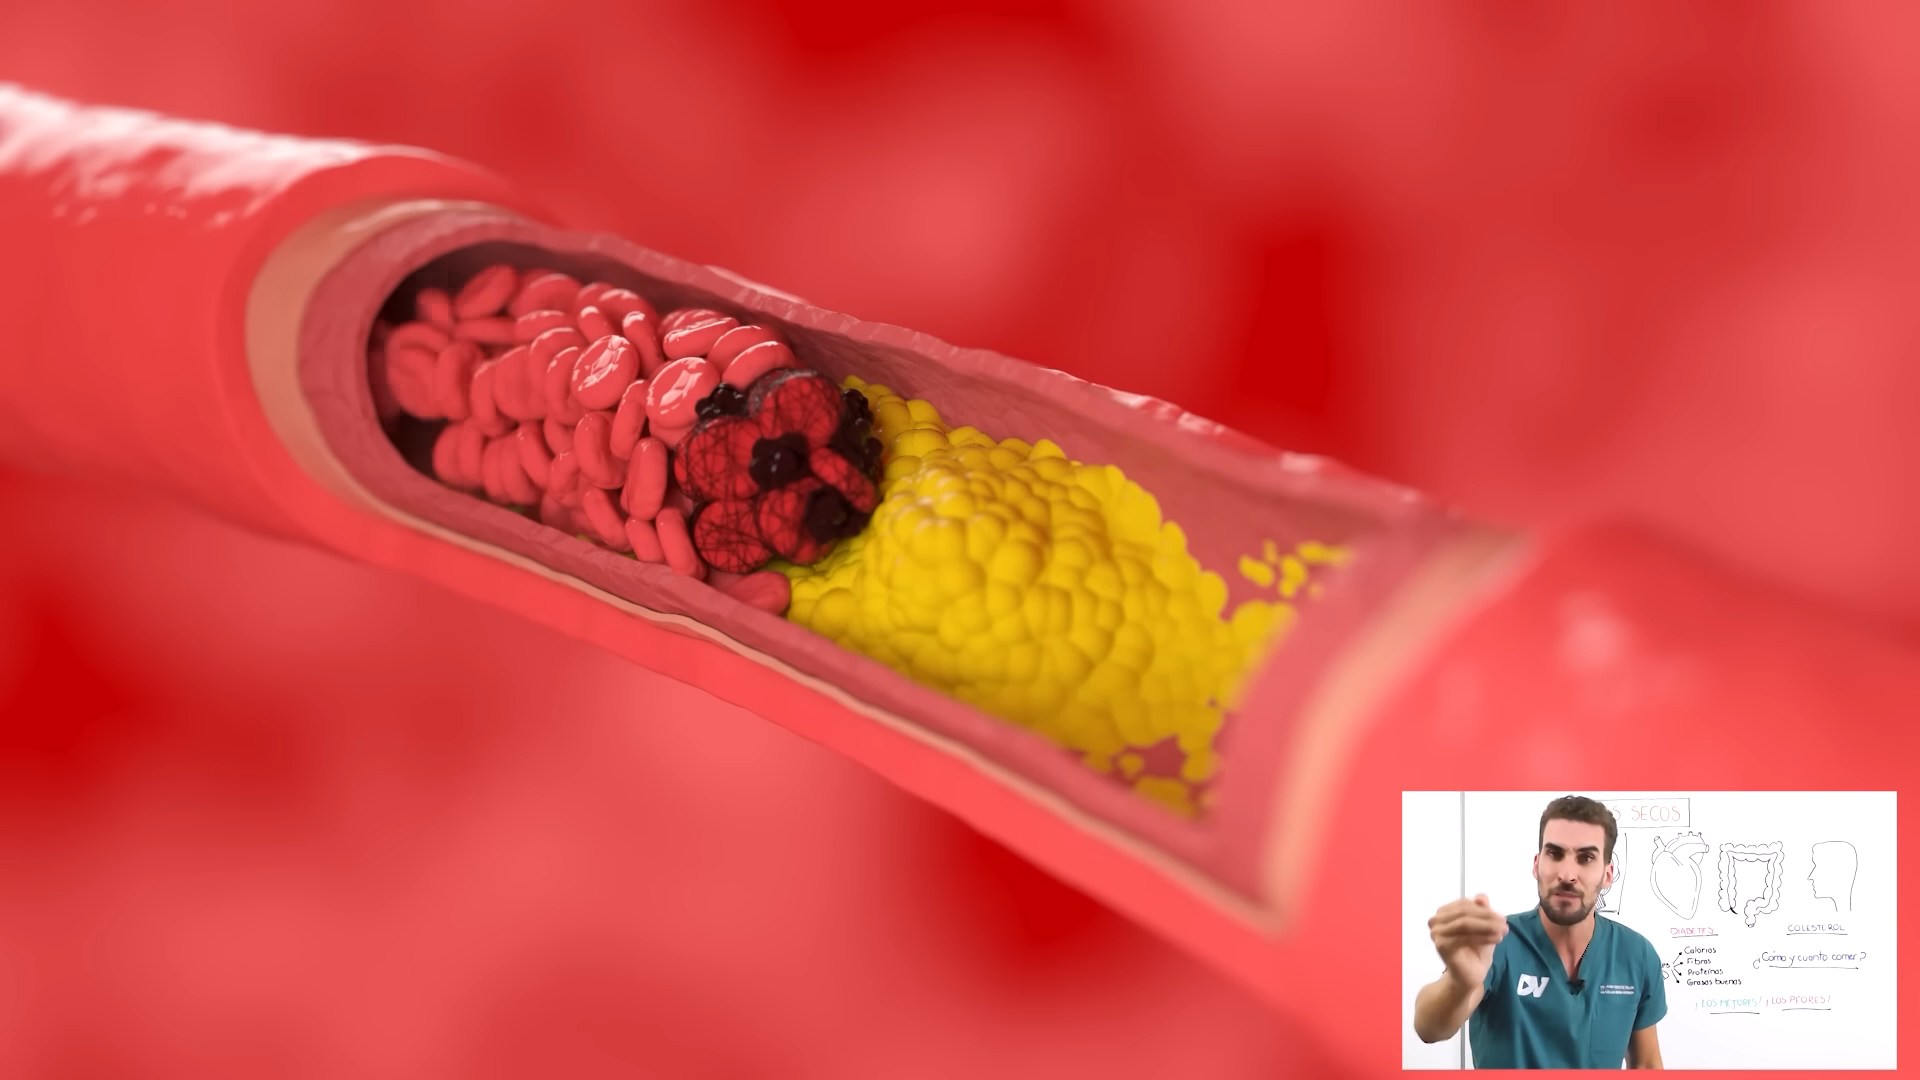 S SECOS
DIABETES
COLESTEROL
Calorias
Fibras
Proteínas
Grasas buenas
¿Cómo y cuanto comer?
¡LOS MEJORES! ¡LOS PEORES!
DV